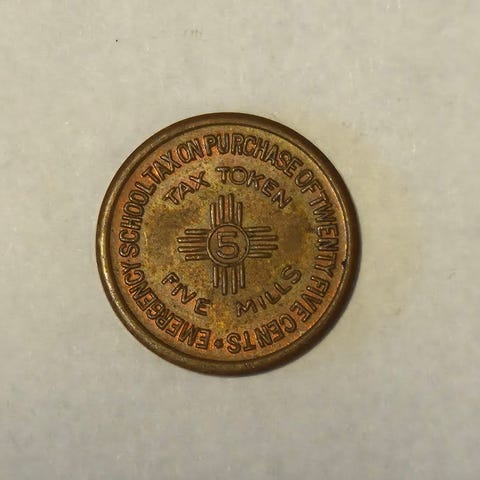 EMERGENCY SCHOOL TAX ON PURCHASE OF TWENTY FIVE CENTS
TAX TOKEN
5
FIVE MILLS